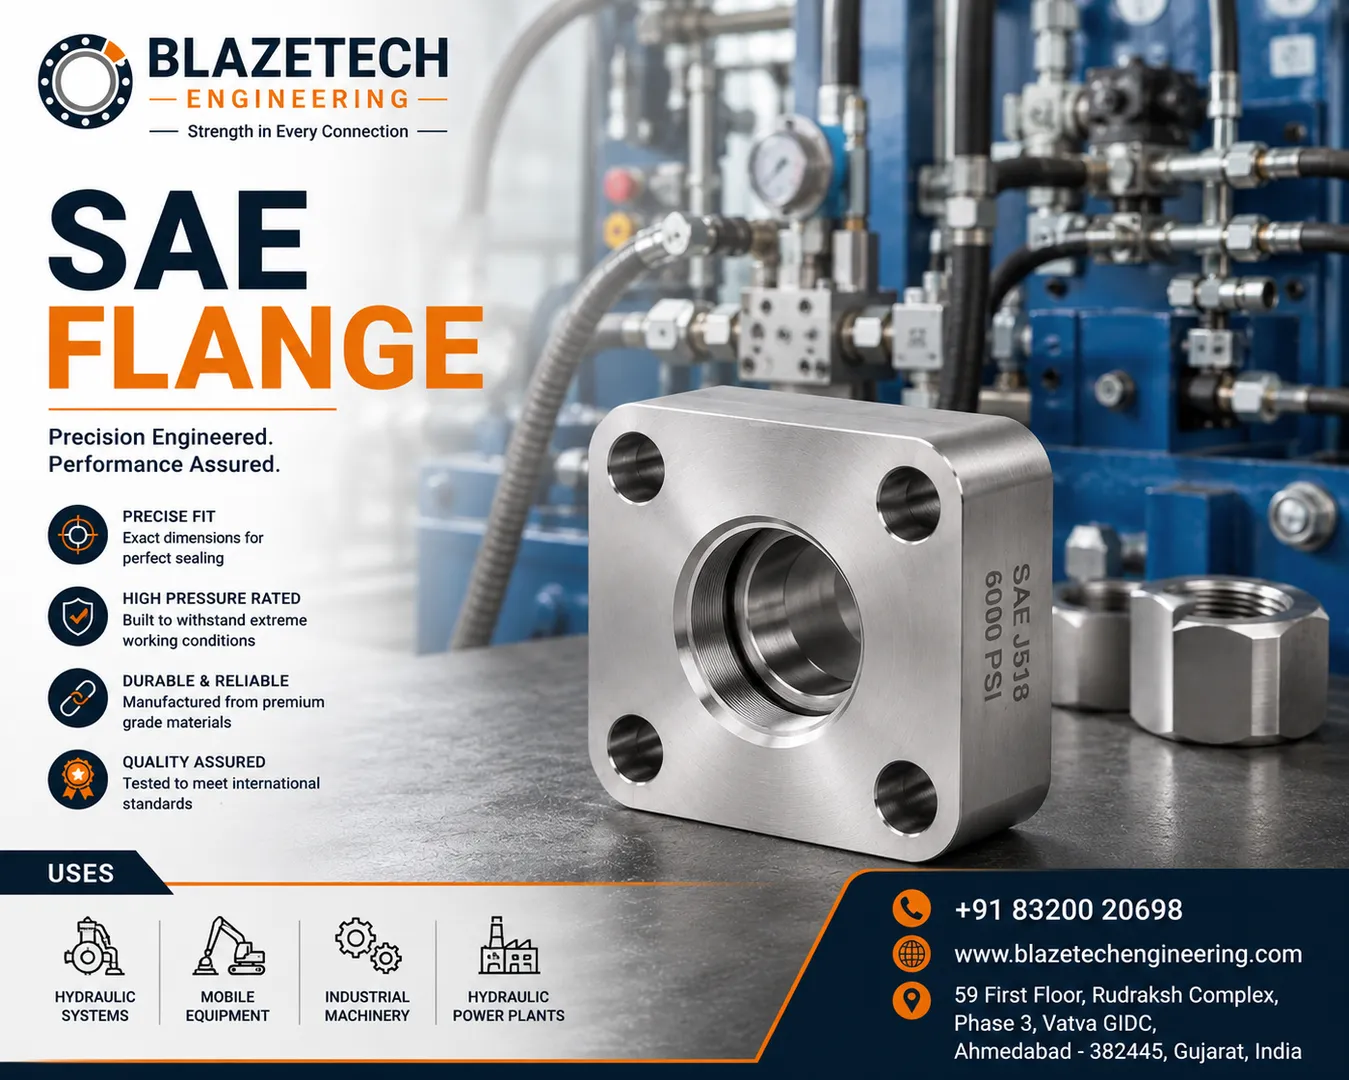 BLAZETECH
ENGINEERING
Strength in Every Connection
SAE
FLANGE
Precision Engineered.
Performance Assured.
PRECISE FIT
Exact dimensions for
perfect sealing
HIGH PRESSURE RATED
Built to withstand extreme
working conditions
DURABLE & RELIABLE
Manufactured from premium
grade materials
QUALITY ASSURED
Tested to meet international
standards
SAE J518
6000 PSI
USES
HYDRAULIC
SYSTEMS
MOBILE
EQUIPMENT
INDUSTRIAL
MACHINERY
HYDRAULIC
POWER PLANTS
+91 83200 20698
www.blazetechengineering.com
59 First Floor, Rudraksh Complex,
Phase 3, Vatva GIDC,
Ahmedabad - 382445, Gujarat, India